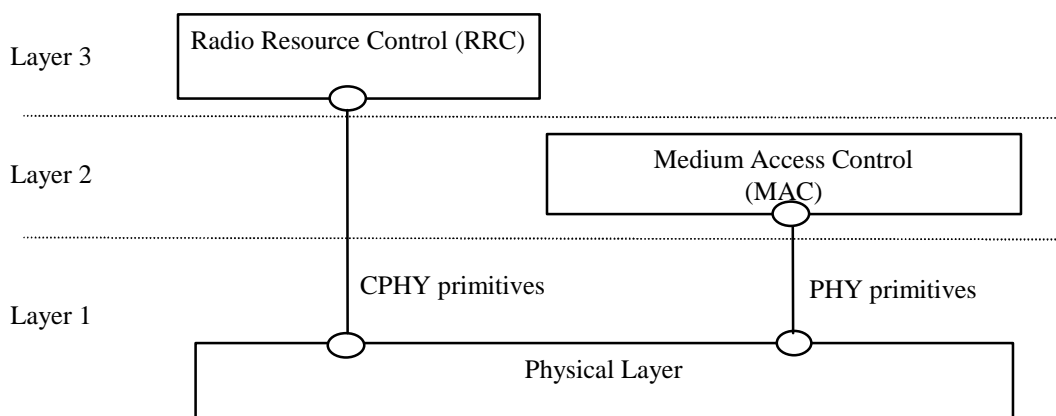 Radio Resource Control (RRC)
Layer 3
Medium Access Control
(MAC)
Layer 2
CPHY primitives
PHY primitives
Layer 1
Physical Layer